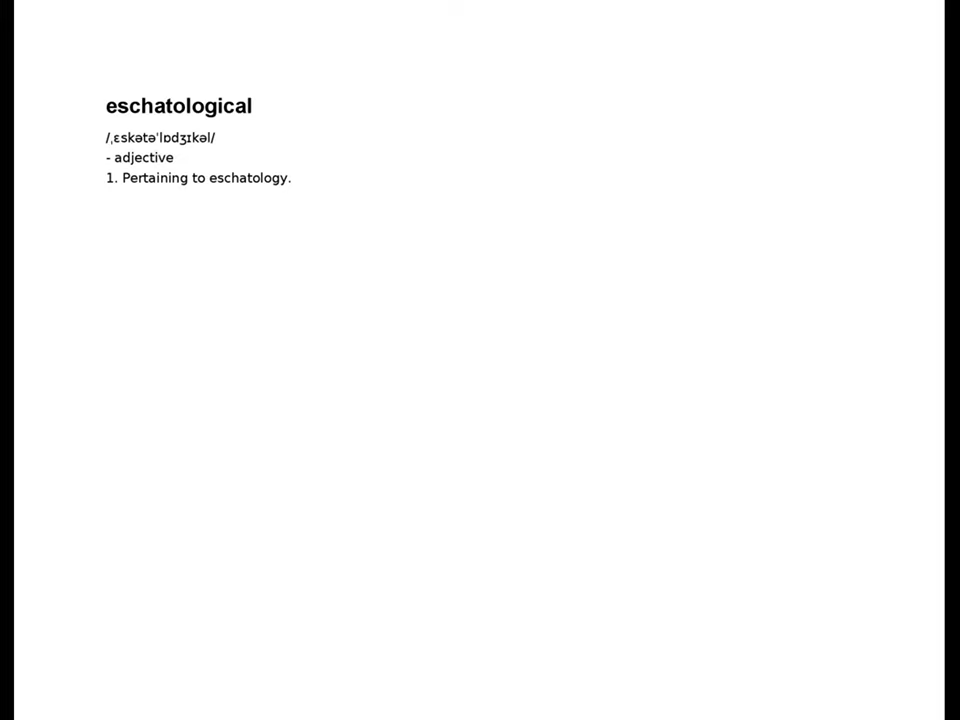 eschatological
/ˌɛskətəˈlɒdʒɪkəl/
- adjective
1. Pertaining to eschatology.